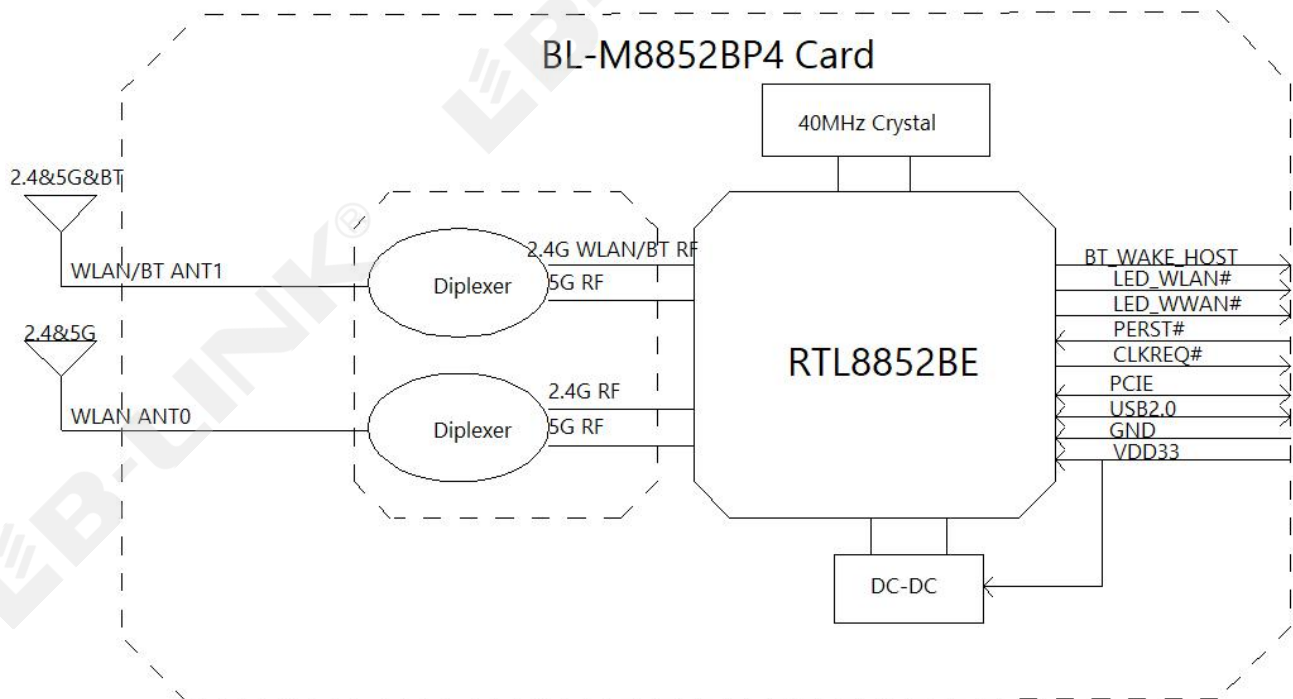 BL-M8852BP4 Card
40MHz Crystal
2.4&5G&BT
WLAN/BT ANT1
Diplexer
2.4G WLAN/BT RF
5G RF
2.4&5G
WLAN ANT0
Diplexer
2.4G RF
5G RF
RTL8852BE
BT_WAKE_HOST
LED_WLAN#
LED_WWAN#
PERST#
CLKREQ#
PCIE
USB2.0
GND
VDD33
DC-DC
LB-LINK®